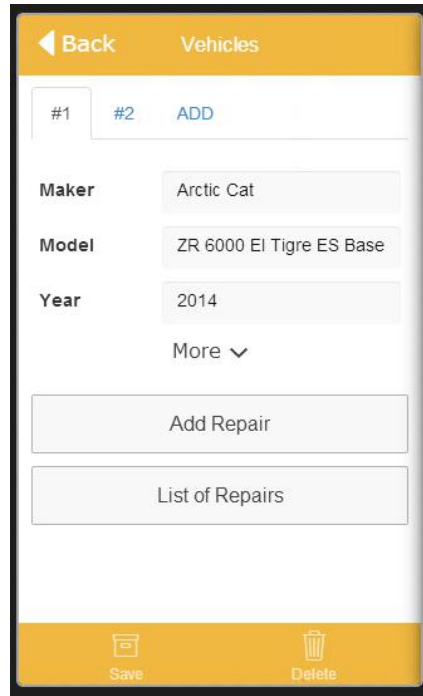 Back Vehicles
#1 #2 ADD
Maker Arctic Cat
Model ZR 6000 El Tigre ES Base
Year 2014
More
Add Repair
List of Repairs
Save Delete